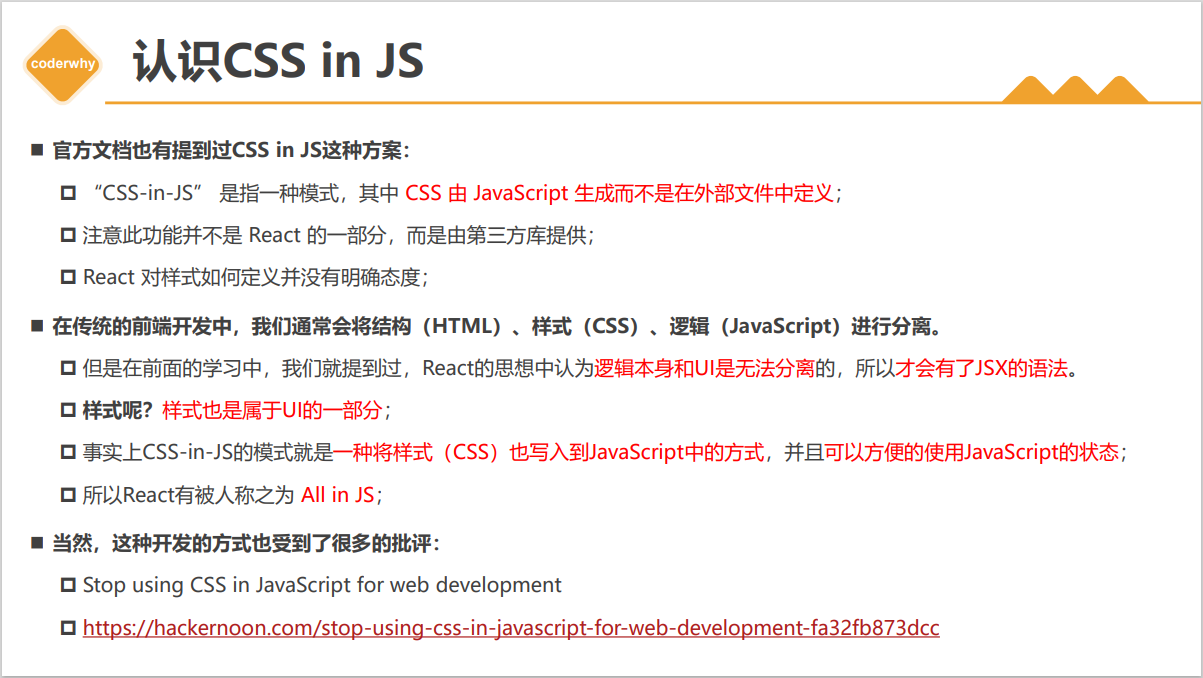 coderwhy
认识CSS in JS
■ 官方文档也有提到过CSS in JS这种方案：
“CSS-in-JS” 是指一种模式，其中 CSS 由 JavaScript 生成而不是在外部文件中定义；
注意此功能并不是 React 的一部分，而是由第三方库提供；
React 对样式如何定义并没有明确态度；
■ 在传统的前端开发中，我们通常会将结构（HTML）、样式（CSS）、逻辑（JavaScript）进行分离。
但是在前面的学习中，我们就提到过，React的思想中认为逻辑本身和UI是无法分离的，所以才会有了JSX的语法。
样式呢？样式也是属于UI的一部分；
事实上CSS-in-JS的模式就是一种将样式（CSS）也写入到JavaScript中的方式，并且可以方便的使用JavaScript的状态；
所以React有被人称之为 All in JS；
■ 当然，这种开发的方式也受到了很多的批评：
Stop using CSS in JavaScript for web development
https://hackernoon.com/stop-using-css-in-javascript-for-web-development-fa32fb873dcc